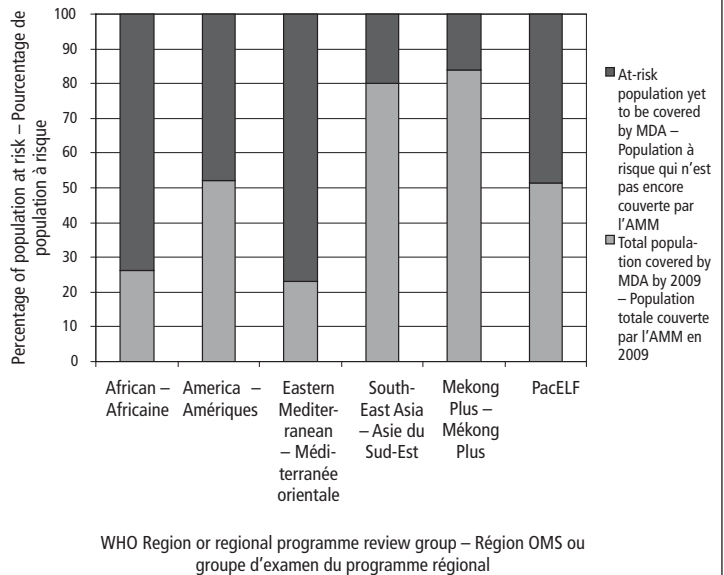 Percentage of population at risk – Pourcentage de
population à risque
100
90
80
70
60
50
40
30
20
10
0
African –
Africaine
America –
Amériques
Eastern
Mediter-
ranean
– Médi-
terranée
orientale
South-
East Asia
– Asie du
Sud-Est
Mekong
Plus –
Mékong
Plus
PacELF
WHO Region or regional programme review group – Région OMS ou
groupe d'examen du programme régional
At-risk
population yet
to be covered
by MDA –
Population à
risque qui n'est
pas encore
couverte par
l'AMM
Total popula-
tion covered by
MDA by 2009
– Population
totale couverte
par l'AMM en
2009